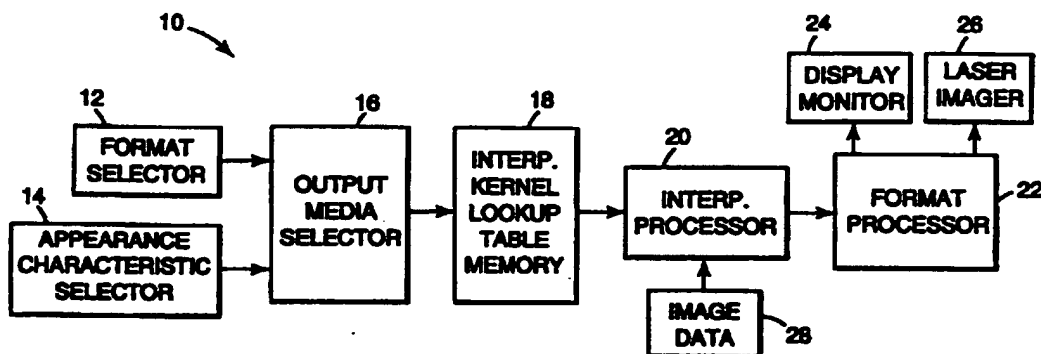 10
12
FORMAT
SELECTOR
14
APPEARANCE
CHARACTERISTIC
SELECTOR
16
OUTPUT
MEDIA
SELECTOR
18
INTERP.
KERNEL
LOOKUP
TABLE
MEMORY
20
INTERP.
PROCESSOR
IMAGE
DATA
28
24
DISPLAY
MONITOR
26
LASER
IMAGER
FORMAT
PROCESSOR
22